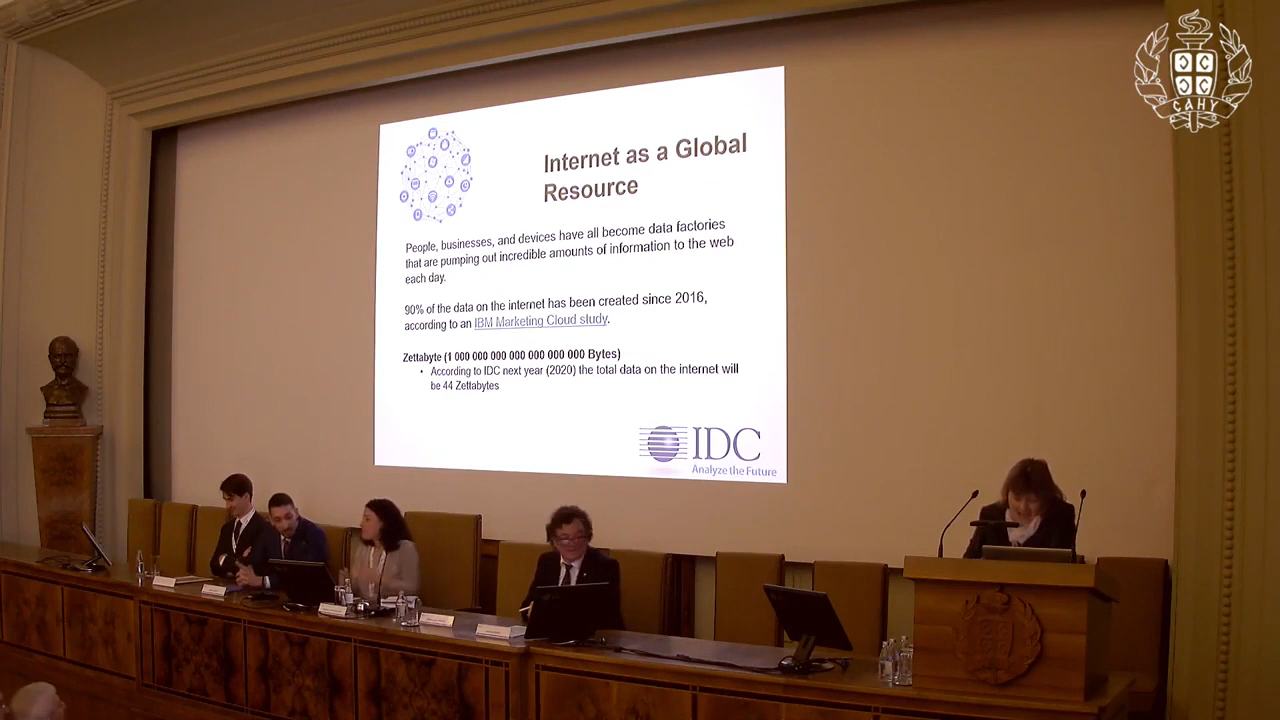 Internet as a Global
Resource
People, businesses, and devices have all become data factories
that are pumping out incredible amounts of information to the web
each day.
90% of the data on the internet has been created since 2016,
according to an IBM Marketing Cloud study.
Zettabyte (1 000 000 000 000 000 000 000 Bytes)
• According to IDC next year (2020) the total data on the internet will
be 44 Zettabytes
IDC
Analyze the Future
САНУ